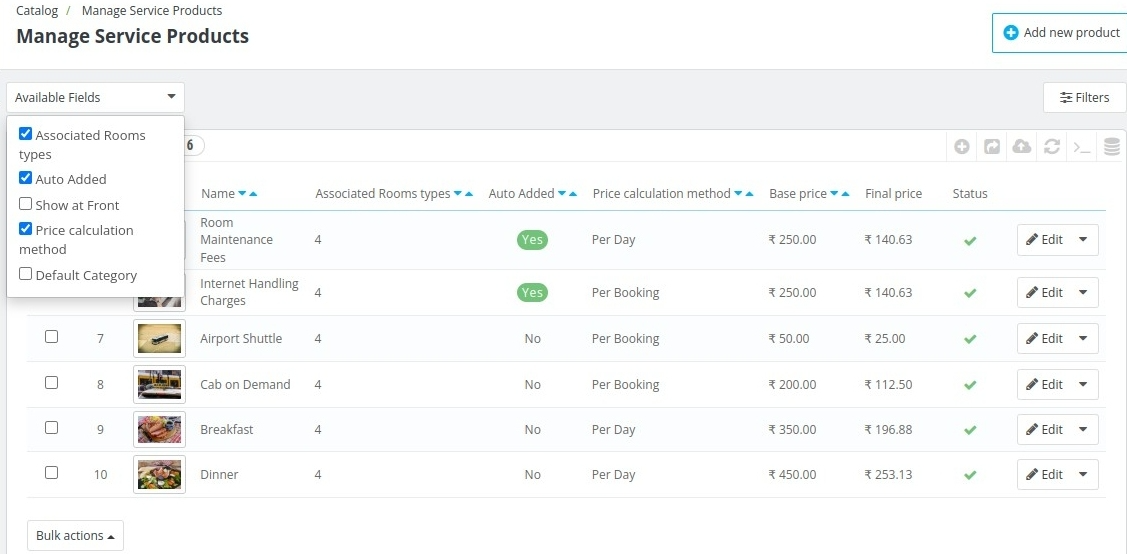 Catalog / Manage Service Products
Manage Service Products
Add new product
Available Fields
Filters
Associated Rooms
types
Auto Added
Show at Front
Price calculation
method
Default Category
6
Name Associated Rooms types Auto Added Price calculation method Base price Final price Status
Room
Maintenance
Fees
4 Yes Per Day ₹ 250.00 ₹ 140.63 Edit
Internet Handling
Charges
4 Yes Per Booking ₹ 250.00 ₹ 140.63 Edit
7 Airport Shuttle 4 No Per Booking ₹ 50.00 ₹ 25.00 Edit
8 Cab on Demand 4 No Per Booking ₹ 200.00 ₹ 112.50 Edit
9 Breakfast 4 No Per Day ₹ 350.00 ₹ 196.88 Edit
10 Dinner 4 No Per Day ₹ 450.00 ₹ 253.13 Edit
Bulk actions